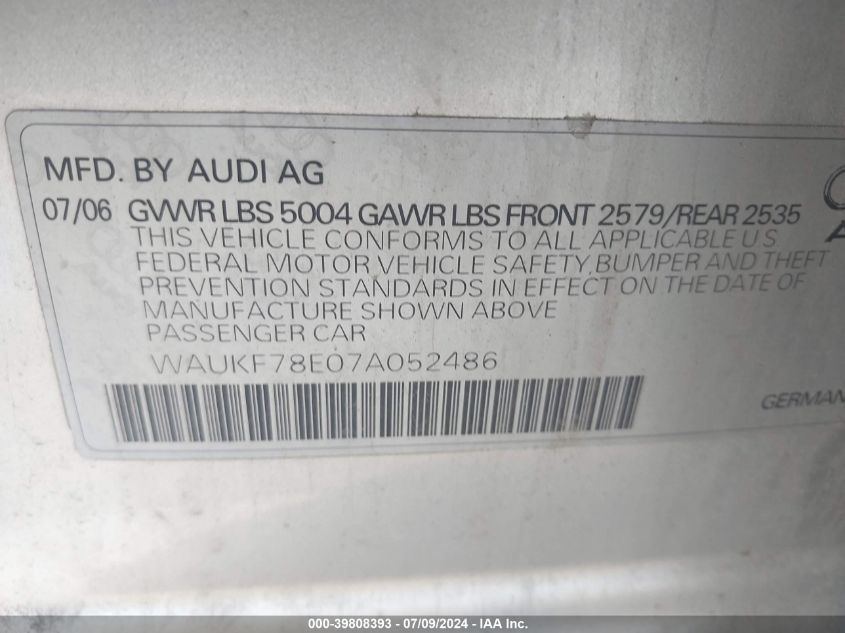 MFD. BY AUDI AG
07/06 GVWR LBS 5004 GAWR LBS FRONT 2579/REAR 2535
THIS VEHICLE CONFORMS TO ALL APPLICABLE U S
FEDERAL MOTOR VEHICLE SAFETY, BUMPER AND THEFT
PREVENTION STANDARDS IN EFFECT ON THE DATE OF
MANUFACTURE SHOWN ABOVE
PASSENGER CAR
WAUKF78E07A052486
GERMAN
000-39808393 - 07/09/2024 - IAA Inc.